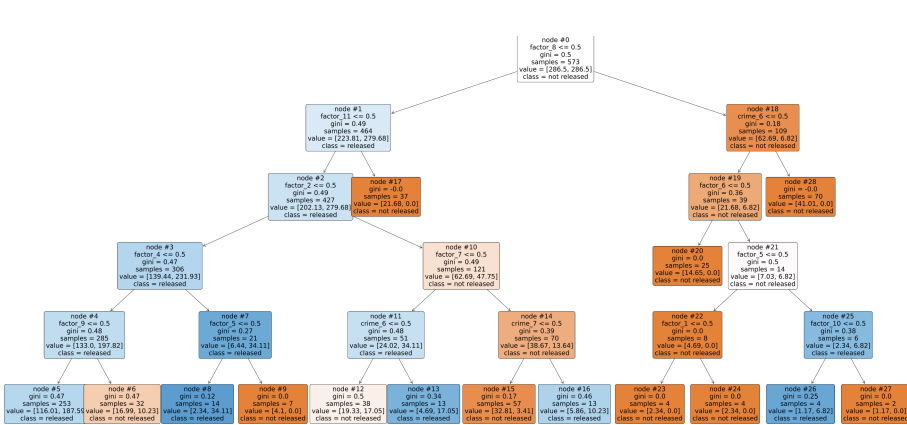 node #0
factor_8 <= 0.5
gini = 0.5
samples = 573
value = [286.5, 286.5]
class = not released
node #1
factor_11 <= 0.5
gini = 0.49
samples = 464
value = [223.81, 279.68]
class = released
node #18
crime_6 <= 0.5
gini = 0.18
samples = 109
value = [62.69, 6.82]
class = not released
node #2
factor_2 <= 0.5
gini = 0.49
samples = 427
value = [202.13, 279.68]
class = released
node #17
gini = -0.0
samples = 37
value = [21.68, 0.0]
class = not released
node #19
factor_6 <= 0.5
gini = 0.36
samples = 39
value = [21.68, 6.82]
class = not released
node #28
gini = -0.0
samples = 70
value = [41.01, 0.0]
class = not released
node #3
factor_4 <= 0.5
gini = 0.47
samples = 306
value = [139.44, 231.93]
class = released
node #10
factor_7 <= 0.5
gini = 0.49
samples = 121
value = [62.69, 47.75]
class = not released
node #20
gini = 0.0
samples = 25
value = [14.65, 0.0]
class = not released
node #21
factor_5 <= 0.5
gini = 0.5
samples = 14
value = [7.03, 6.82]
class = not released
node #4
factor_9 <= 0.5
gini = 0.48
samples = 285
value = [133.0, 197.82]
class = released
node #7
factor_5 <= 0.5
gini = 0.27
samples = 21
value = [6.44, 34.11]
class = released
node #11
crime_6 <= 0.5
gini = 0.48
samples = 51
value = [24.02, 34.11]
class = released
node #14
crime_7 <= 0.5
gini = 0.39
samples = 70
value = [38.67, 13.64]
class = not released
node #22
factor_1 <= 0.5
gini = 0.0
samples = 8
value = [4.69, 0.0]
class = not released
node #25
factor_10 <= 0.5
gini = 0.38
samples = 6
value = [2.34, 6.82]
class = released
node #5
gini = 0.47
samples = 253
value = [116.01, 187.59
class = released
node #6
gini = 0.47
samples = 32
value = [16.99, 10.23]
class = not released
node #8
gini = 0.12
samples = 14
value = [2.34, 34.11]
class = released
node #9
gini = 0.0
samples = 7
value = [4.1, 0.0]
class = not released
node #12
gini = 0.5
samples = 38
value = [19.33, 17.05]
class = not released
node #13
gini = 0.34
samples = 13
value = [4.69, 17.05]
class = released
node #15
gini = 0.17
samples = 57
value = [32.81, 3.41]
class = not released
node #16
gini = 0.46
samples = 13
value = [5.86, 10.23]
class = released
node #23
gini = 0.0
samples = 4
value = [2.34, 0.0]
class = not released
node #24
gini = 0.0
samples = 4
value = [2.34, 0.0]
class = not released
node #26
gini = 0.25
samples = 4
value = [1.17, 6.82]
class = released
node #27
gini = 0.0
samples = 2
value = [1.17, 0.0]
class = not released